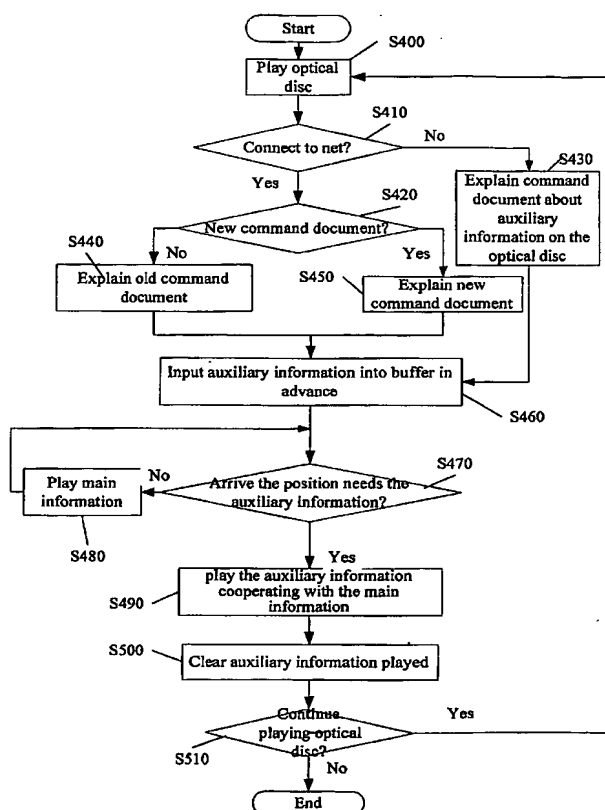 Start
S400
Play optical
disc
S410
Connect to net?
No
S430
Yes
Explain command
document about
auxiliary
information on the
optical disc
S420
New command document?
S440
No
Yes
Explain old command
document
S450
Explain new
command document
Input auxiliary information into buffer in
advance
S460
S470
No
Arrive the position needs the
auxiliary information?
Play main
information
S480
Yes
play the auxiliary information
cooperating with the main
information
S490
S500
Clear auxiliary information played
Continue
playing optical
disc?
Yes
S510
No
End